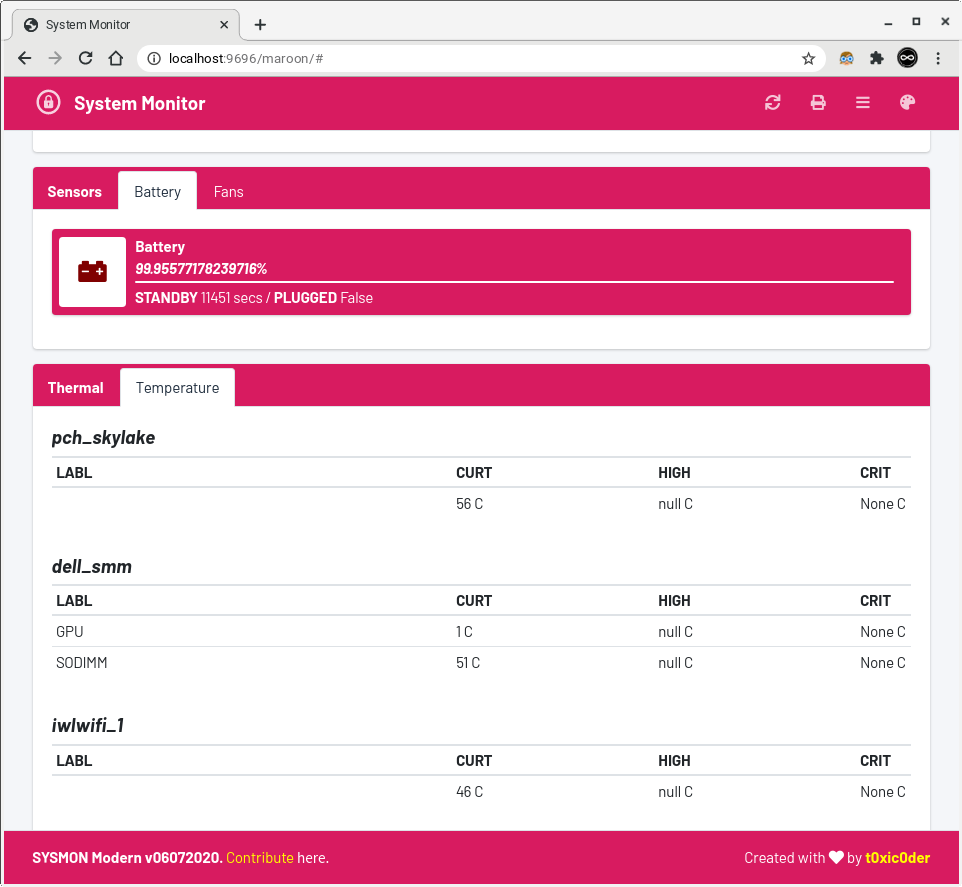 System Monitor
localhost:9696/maroon/#
System Monitor
Sensors Battery Fans
Battery
99.95577178239716%
STANDBY 11451 secs / PLUGGED False
Thermal Temperature
pch_skylake
LABL CURT HIGH CRIT
56 C null C None C
dell_smm
LABL CURT HIGH CRIT
GPU 1 C null C None C
SODIMM 51 C null C None C
iwlwifi_1
LABL CURT HIGH CRIT
46 C null C None C
SYSMON Modern v06072020. Contribute here. Created with ❤ by t0xic0der